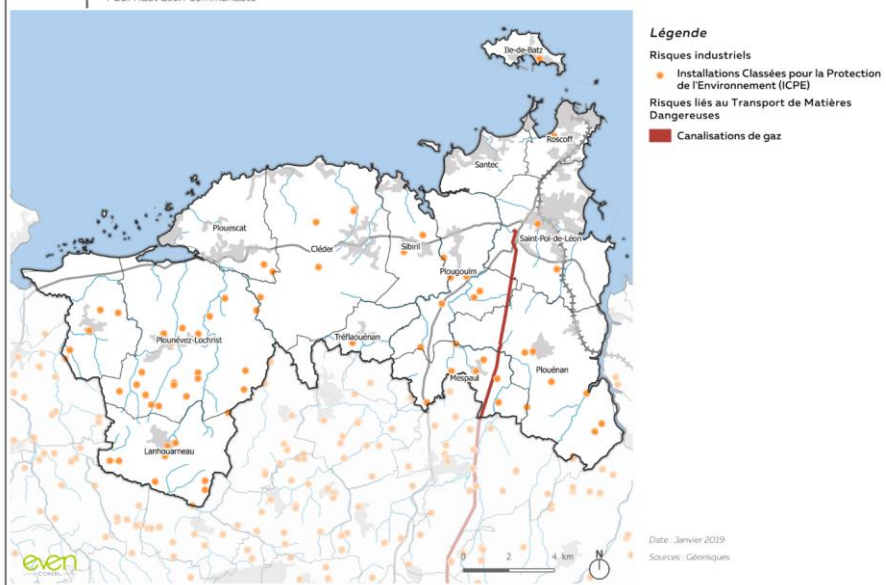 Légende
Risques industriels
Installations Classées pour la Protection
de l'Environnement (ICPE)
Risques liés au Transport de Matières
Dangereuses
Canalisations de gaz
Ile-de-Batz
Roscoff
Santec
Plouescat
Cléder
Sibiril
Saint-Pol-de-Léon
Plougoulm
Plounévez-Lochrist
Tréflaouénan
Mespaul
Plouénan
Lanhouarneau
even
CONSEIL
0 2 4 km
N
Date : Janvier 2019
Sources : Géorisques